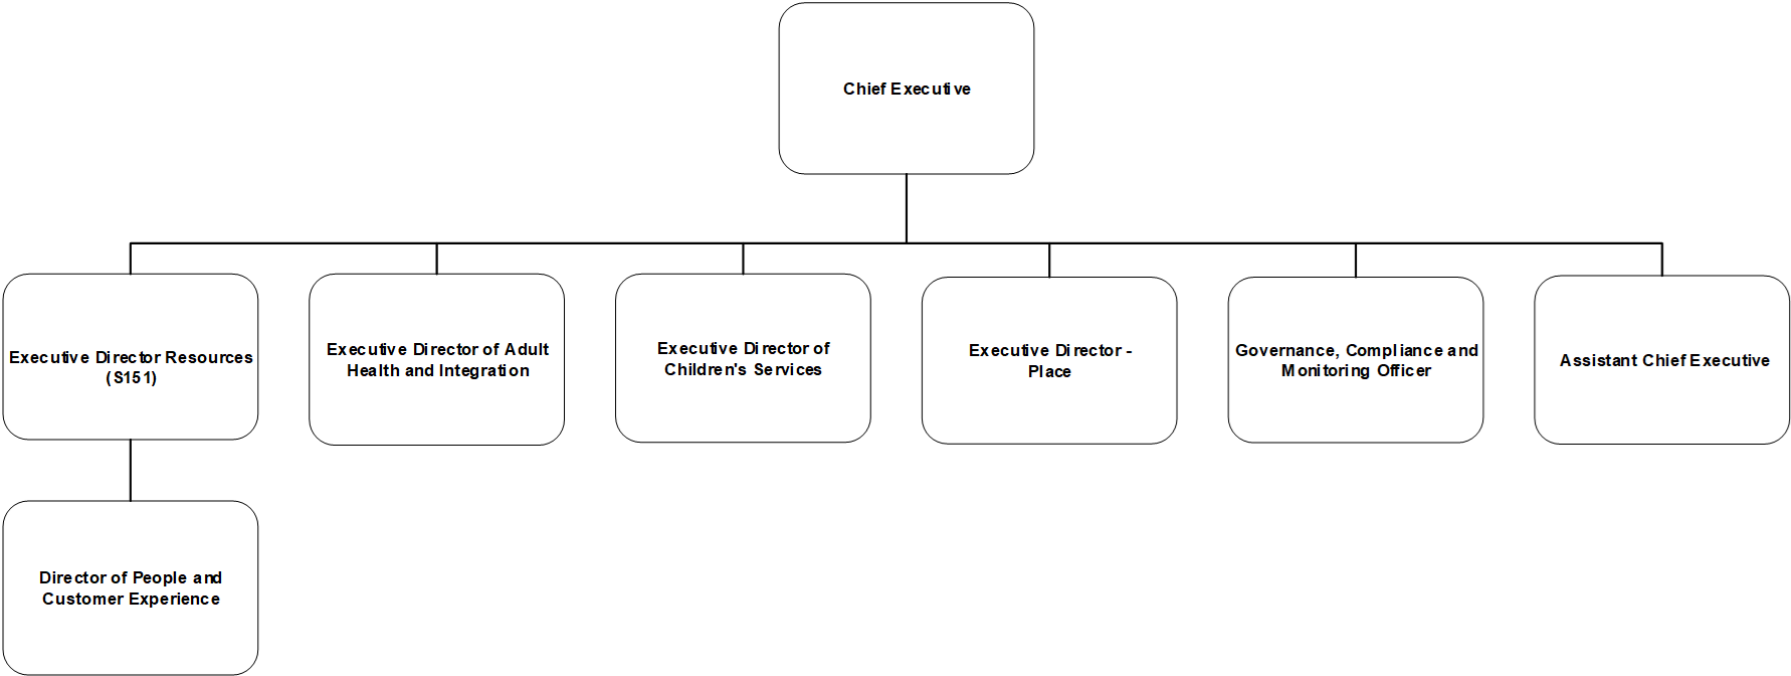 Chief Executive
Executive Director Resources
(S151)
Executive Director of Adult
Health and Integration
Executive Director of
Children's Services
Executive Director -
Place
Governance, Compliance and
Monitoring Officer
Assistant Chief Executive
Director of People and
Customer Experience